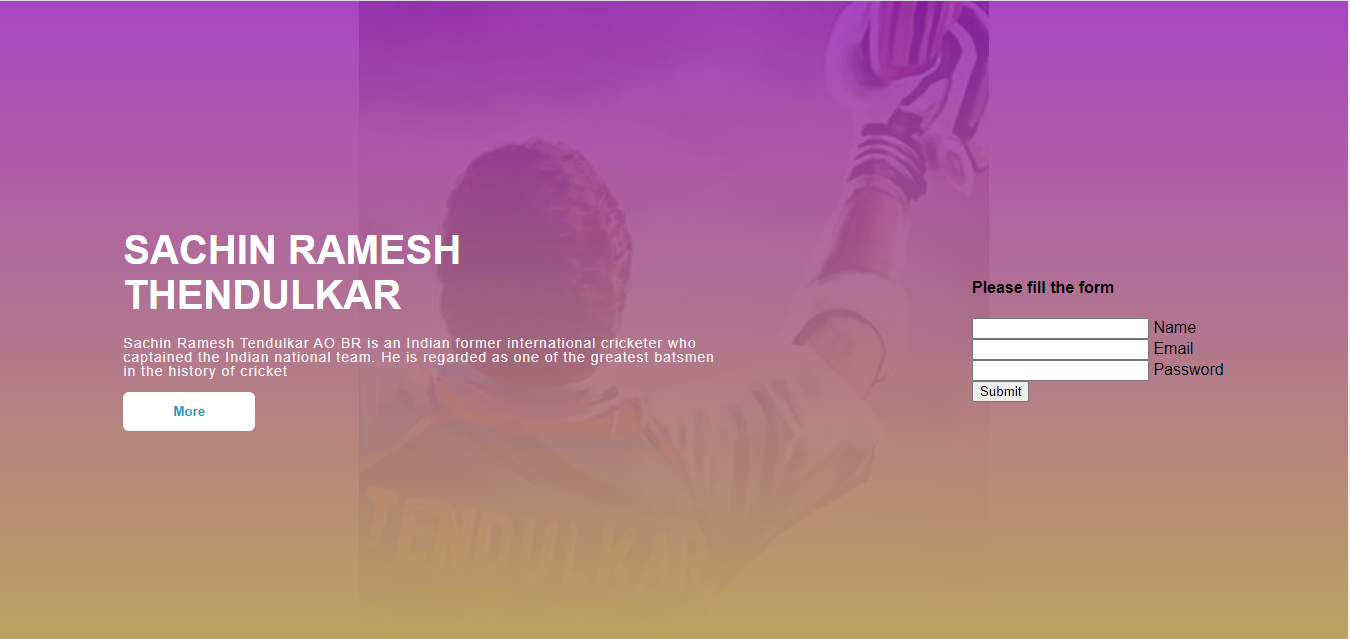 SACHIN RAMESH
THENDULKAR
Sachin Ramesh Tendulkar AO BR is an Indian former international cricketer who
captained the Indian national team. He is regarded as one of the greatest batsmen
in the history of cricket
More
Please fill the form
Name
Email
Password
Submit
TENDULKAR